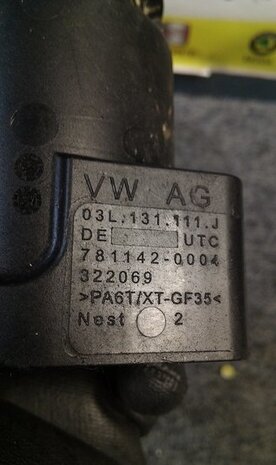 VW AG
03L.131.111.J
DE UTC
781142-0004
322069
>PA6T/XT-GF35<
Nest 2